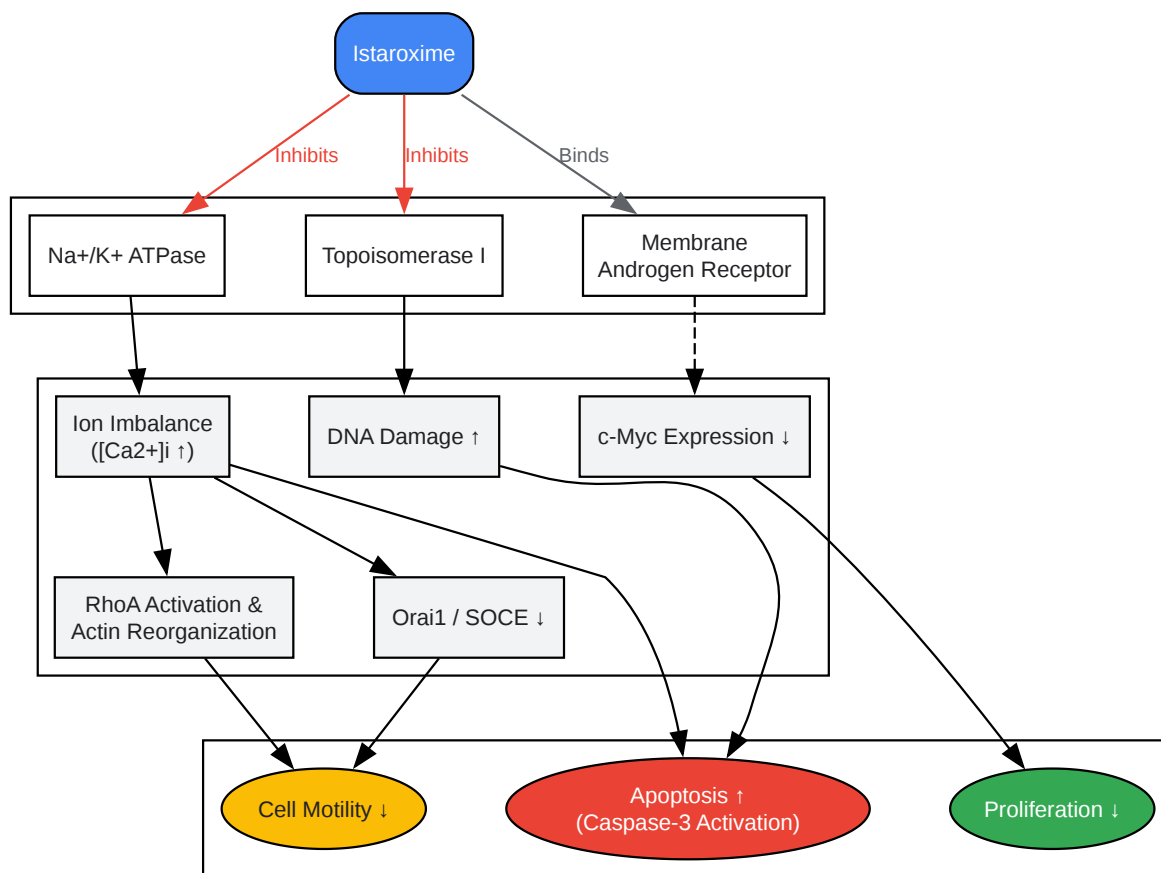 Istaroxime
Inhibits
Inhibits
Binds
Na+/K+ ATPase
Topoisomerase I
Membrane
Androgen Receptor
Ion Imbalance
([Ca2+]i ↑)
DNA Damage ↑
c-Myc Expression ↓
RhoA Activation &
Actin Reorganization
Orai1 / SOCE ↓
Cell Motility ↓
Apoptosis ↑
(Caspase-3 Activation)
Proliferation ↓